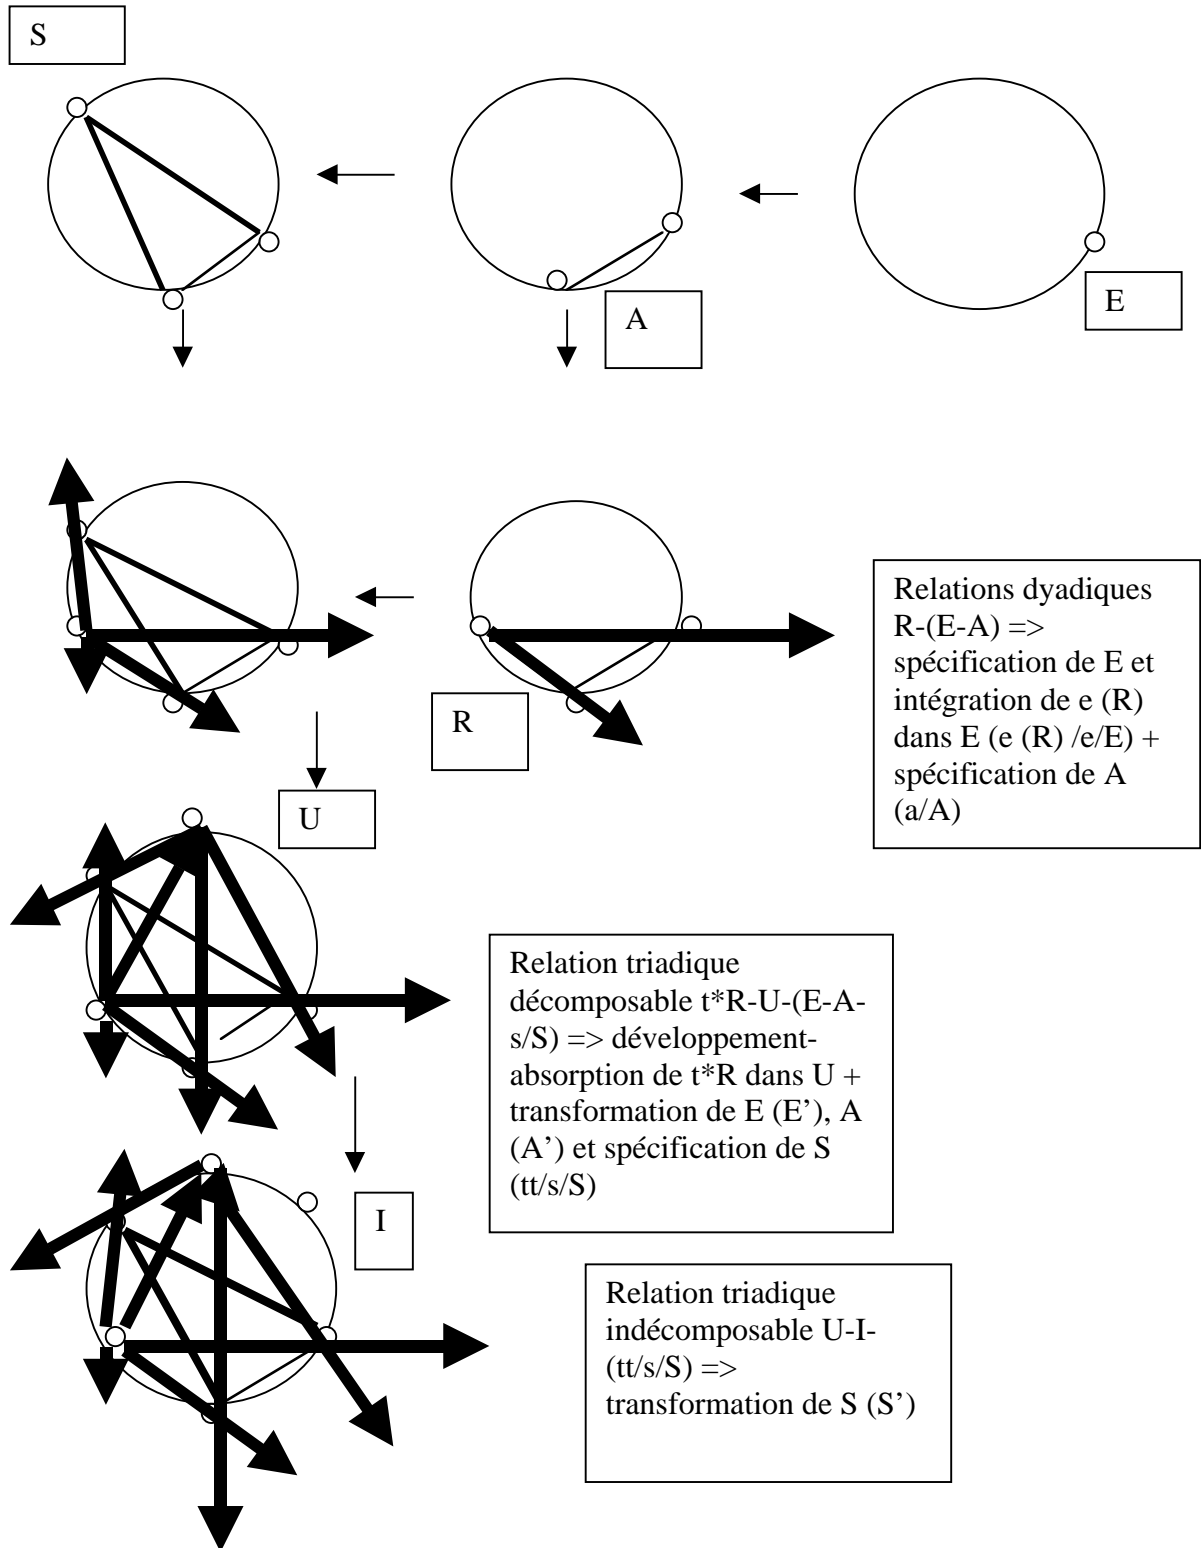 S
A
E
Relations dyadiques
R-(E-A) =>
spécification de E et
intégration de e (R)
dans E (e (R) /e/E) +
spécification de A
(a/A)
R
U
Relation triadique
décomposable t*R-U-(E-A-
s/S) => développement-
absorption de t*R dans U +
transformation de E (E’), A
(A’) et spécification de S
(tt/s/S)
I
Relation triadique
indécomposable U-I-
(tt/s/S) =>
transformation de S (S’)